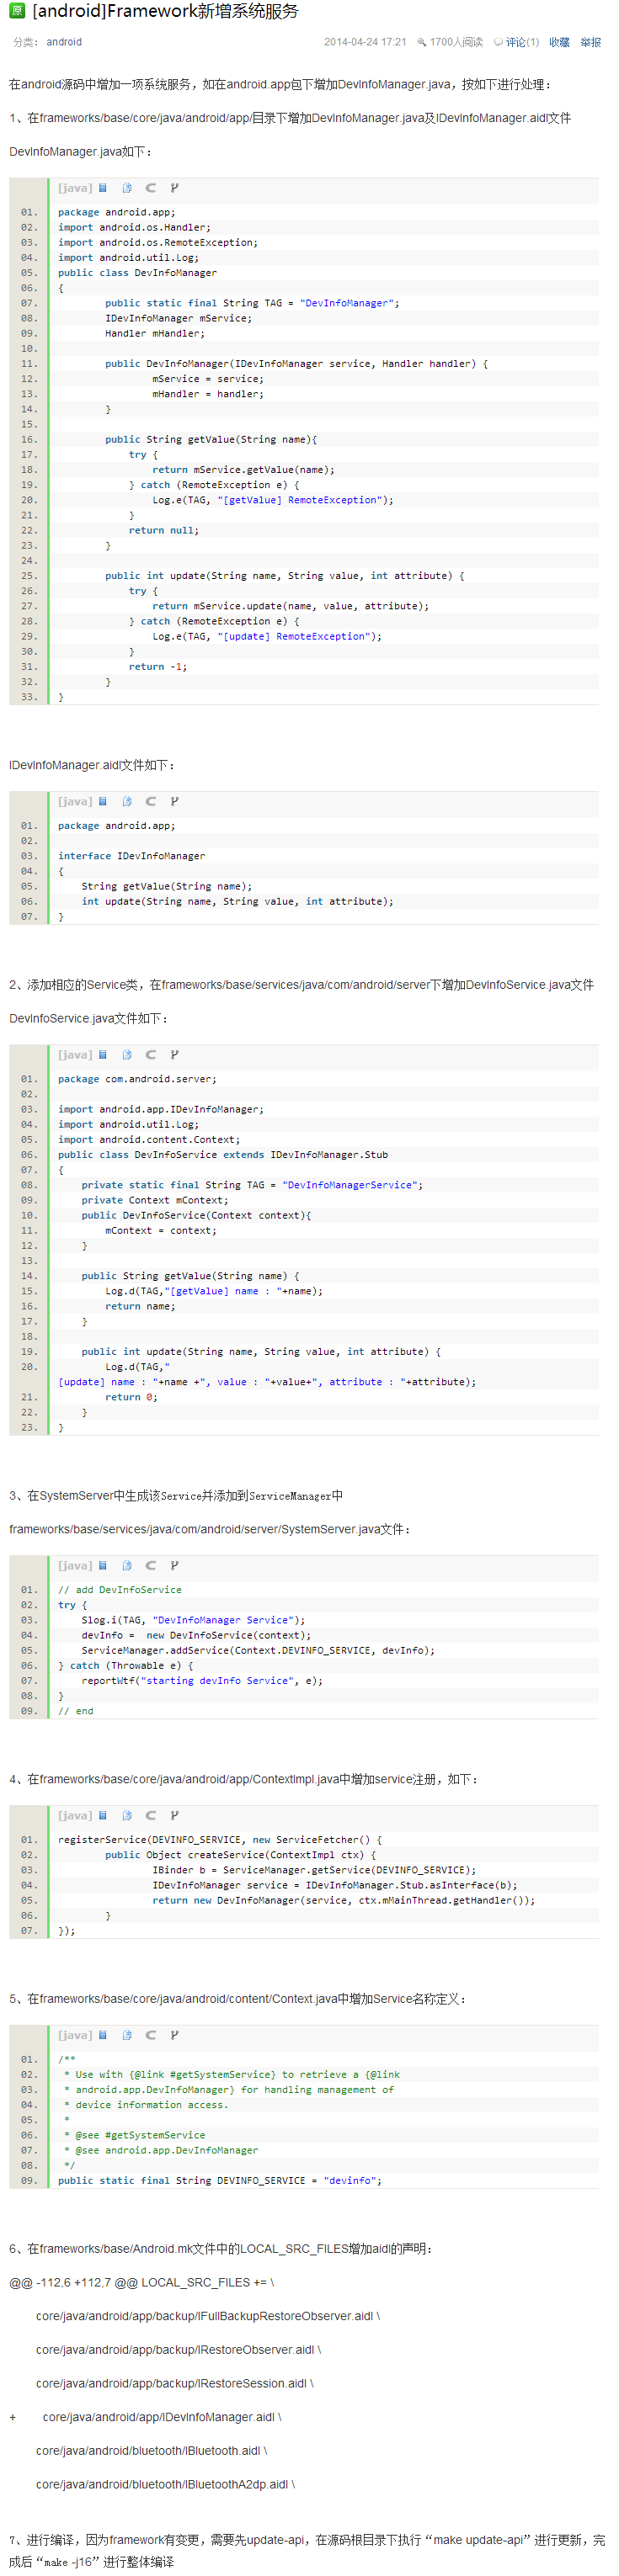 原 [android]Framework新增系统服务
分类： android 2014-04-24 17:21 1700人阅读 评论(1) 收藏 举报
在android源码中增加一项系统服务，如在android.app包下增加DevInfoManager.java，按如下进行处理：
1、在frameworks/base/core/java/android/app/目录下增加DevInfoManager.java及IDevInfoManager.aidl文件
DevInfoManager.java如下：
[java]
01. package android.app;
02. import android.os.Handler;
03. import android.os.RemoteException;
04. import android.util.Log;
05. public class DevInfoManager
06. {
07. public static final String TAG = "DevInfoManager";
08. IDevInfoManager mService;
09. Handler mHandler;
10.
11. public DevInfoManager(IDevInfoManager service, Handler handler) {
12. mService = service;
13. mHandler = handler;
14. }
15.
16. public String getValue(String name){
17. try {
18. return mService.getValue(name);
19. } catch (RemoteException e) {
20. Log.e(TAG, "[getValue] RemoteException");
21. }
22. return null;
23. }
24.
25. public int update(String name, String value, int attribute) {
26. try {
27. return mService.update(name, value, attribute);
28. } catch (RemoteException e) {
29. Log.e(TAG, "[update] RemoteException");
30. }
31. return -1;
32. }
33. }
IDevInfoManager.aidl文件如下：
[java]
01. package android.app;
02.
03. interface IDevInfoManager
04. {
05. String getValue(String name);
06. int update(String name, String value, int attribute);
07. }
2、添加相应的Service类，在frameworks/base/services/java/com/android/server下增加DevInfoService.java文件
DevInfoService.java文件如下：
[java]
01. package com.android.server;
02.
03. import android.app.IDevInfoManager;
04. import android.util.Log;
05. import android.content.Context;
06. public class DevInfoService extends IDevInfoManager.Stub
07. {
08. private static final String TAG = "DevInfoManagerService";
09. private Context mContext;
10. public DevInfoService(Context context){
11. mContext = context;
12. }
13.
14. public String getValue(String name) {
15. Log.d(TAG,"[getValue] name : "+name);
16. return name;
17. }
18.
19. public int update(String name, String value, int attribute) {
20. Log.d(TAG,"
[update] name : "+name +", value : "+value+", attribute : "+attribute);
21. return 0;
22. }
23. }
3、在SystemServer中生成该Service并添加到ServiceManager中
frameworks/base/services/java/com/android/server/SystemServer.java文件：
[java]
01. // add DevInfoService
02. try {
03. Slog.i(TAG, "DevInfoManager Service");
04. devInfo =  new DevInfoService(context);
05. ServiceManager.addService(Context.DEVINFO_SERVICE, devInfo);
06. } catch (Throwable e) {
07. reportWtf("starting devInfo Service", e);
08. }
09. // end
4、在frameworks/base/core/java/android/app/ContextImpl.java中增加service注册，如下：
[java]
01. registerService(DEVINFO_SERVICE, new ServiceFetcher() {
02. public Object createService(ContextImpl ctx) {
03. IBinder b = ServiceManager.getService(DEVINFO_SERVICE);
04. IDevInfoManager service = IDevInfoManager.Stub.asInterface(b);
05. return new DevInfoManager(service, ctx.mMainThread.getHandler());
06. }
07. });
5、在frameworks/base/core/java/android/content/Context.java中增加Service名称定义：
[java]
01. /**
02. * Use with {@link #getSystemService} to retrieve a {@link
03. * android.app.DevInfoManager} for handling management of
04. * device information access.
05. *
06. * @see #getSystemService
07. * @see android.app.DevInfoManager
08. */
09. public static final String DEVINFO_SERVICE = "devinfo";
6、在frameworks/base/Android.mk文件中的LOCAL_SRC_FILES增加aidl的声明：
@@ -112,6 +112,7 @@ LOCAL_SRC_FILES += \
core/java/android/app/backup/IFullBackupRestoreObserver.aidl \
core/java/android/app/backup/IRestoreObserver.aidl \
core/java/android/app/backup/IRestoreSession.aidl \
+ core/java/android/app/IDevInfoManager.aidl \
core/java/android/bluetooth/IBluetooth.aidl \
core/java/android/bluetooth/IBluetoothA2dp.aidl \
7、进行编译，因为framework有变更，需要先update-api，在源码根目录下执行“make update-api”进行更新，完
成后“make -j16”进行整体编译